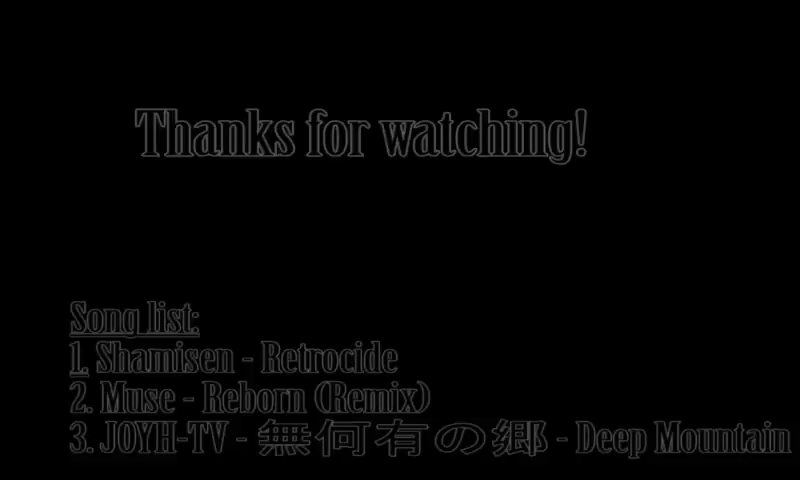 Thanks for watching!
Song list:
1. Shamisen - Retrocide
2. Muse - Reborn (Remix)
3. JOYH-TV - 無何有の郷 - Deep Mountain